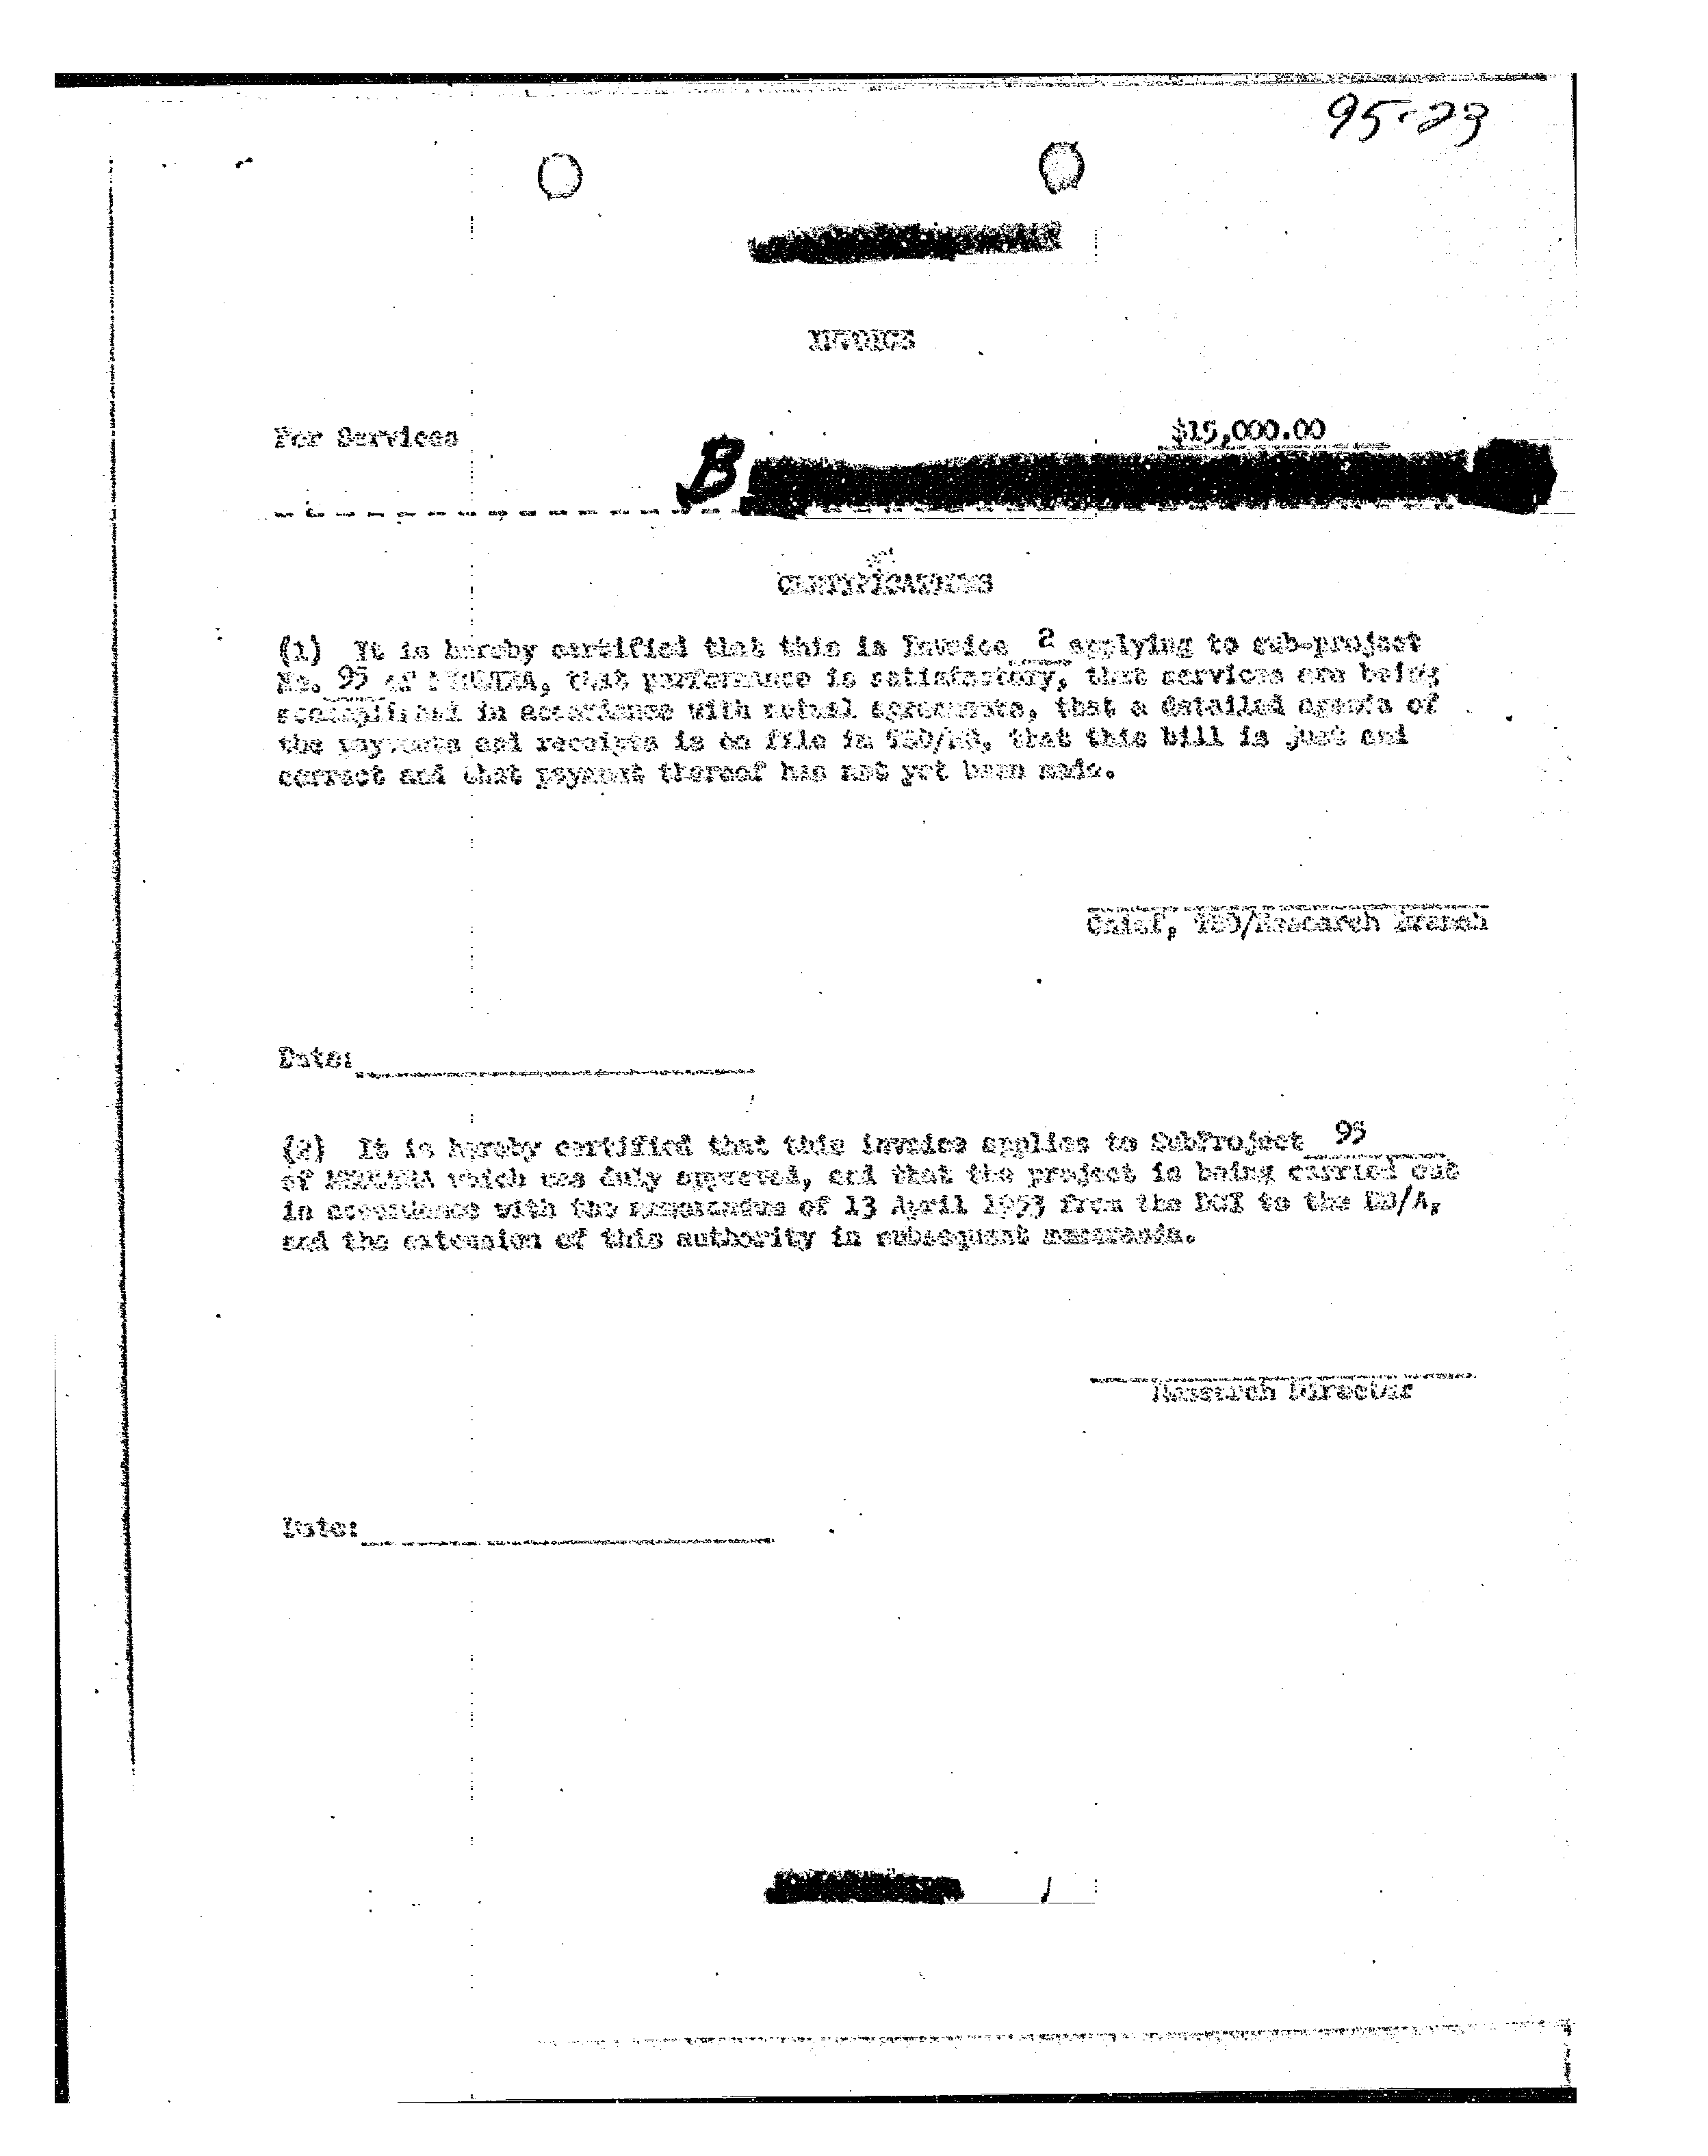 95-23
INVOICE
For Services
$15,000.00
B
CERTIFICATIONS
(1) It is hereby certified that this is Invoice 2 applying to sub-project
No. 95 of MKULTRA, that performance is satisfactory, that services are being
accomplished in accordance with mutual agreements, that a detailed agenda of
the payments and receipts is on file in TSD/RB, that this bill is just and
correct and that payment thereof has not yet been made.
Chief, TSD/Research Branch
Date:
(2) It is hereby certified that this invoice applies to SubProject 95
of MKULTRA which was duly approved, and that the project is being carried out
in accordance with the memorandum of 13 April 1953 from the DCI to the DD/A,
and the extension of this authority in subsequent memoranda.
Research Director
Date: